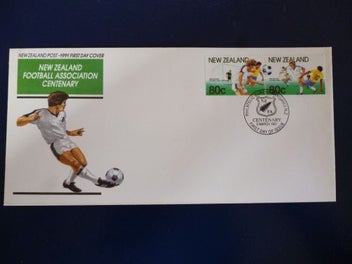 NEW ZEALAND POST - 1991 FIRST DAY COVER
NEW ZEALAND
FOOTBALL ASSOCIATION
CENTENARY
NEW ZEALAND
80c
NEW ZEALAND
80c
CENTENARY
FIRST DAY OF ISSUE